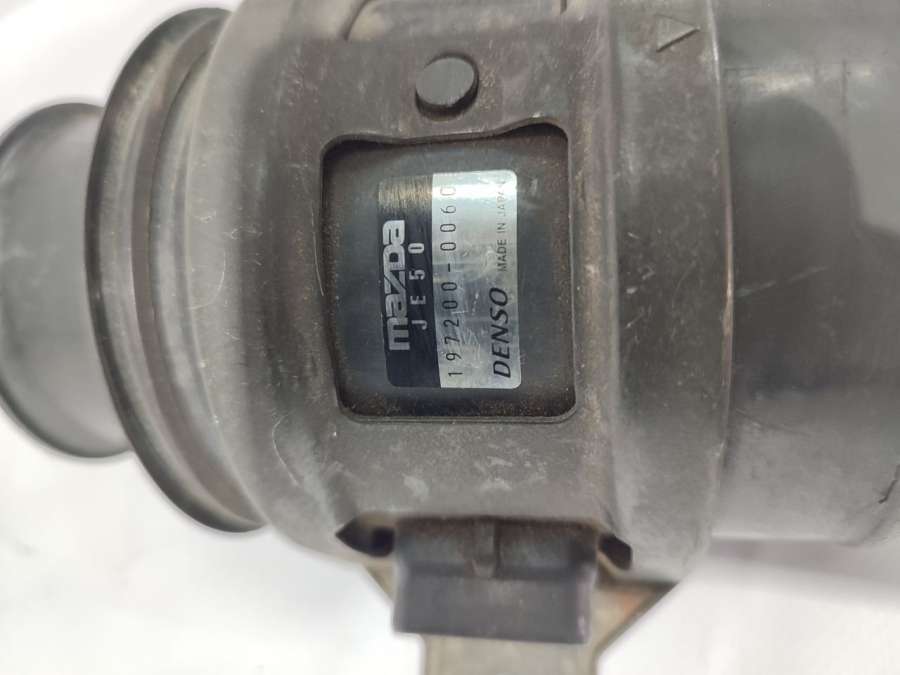 mazda
JE50
197200-0060
DENSO MADE IN JAPAN